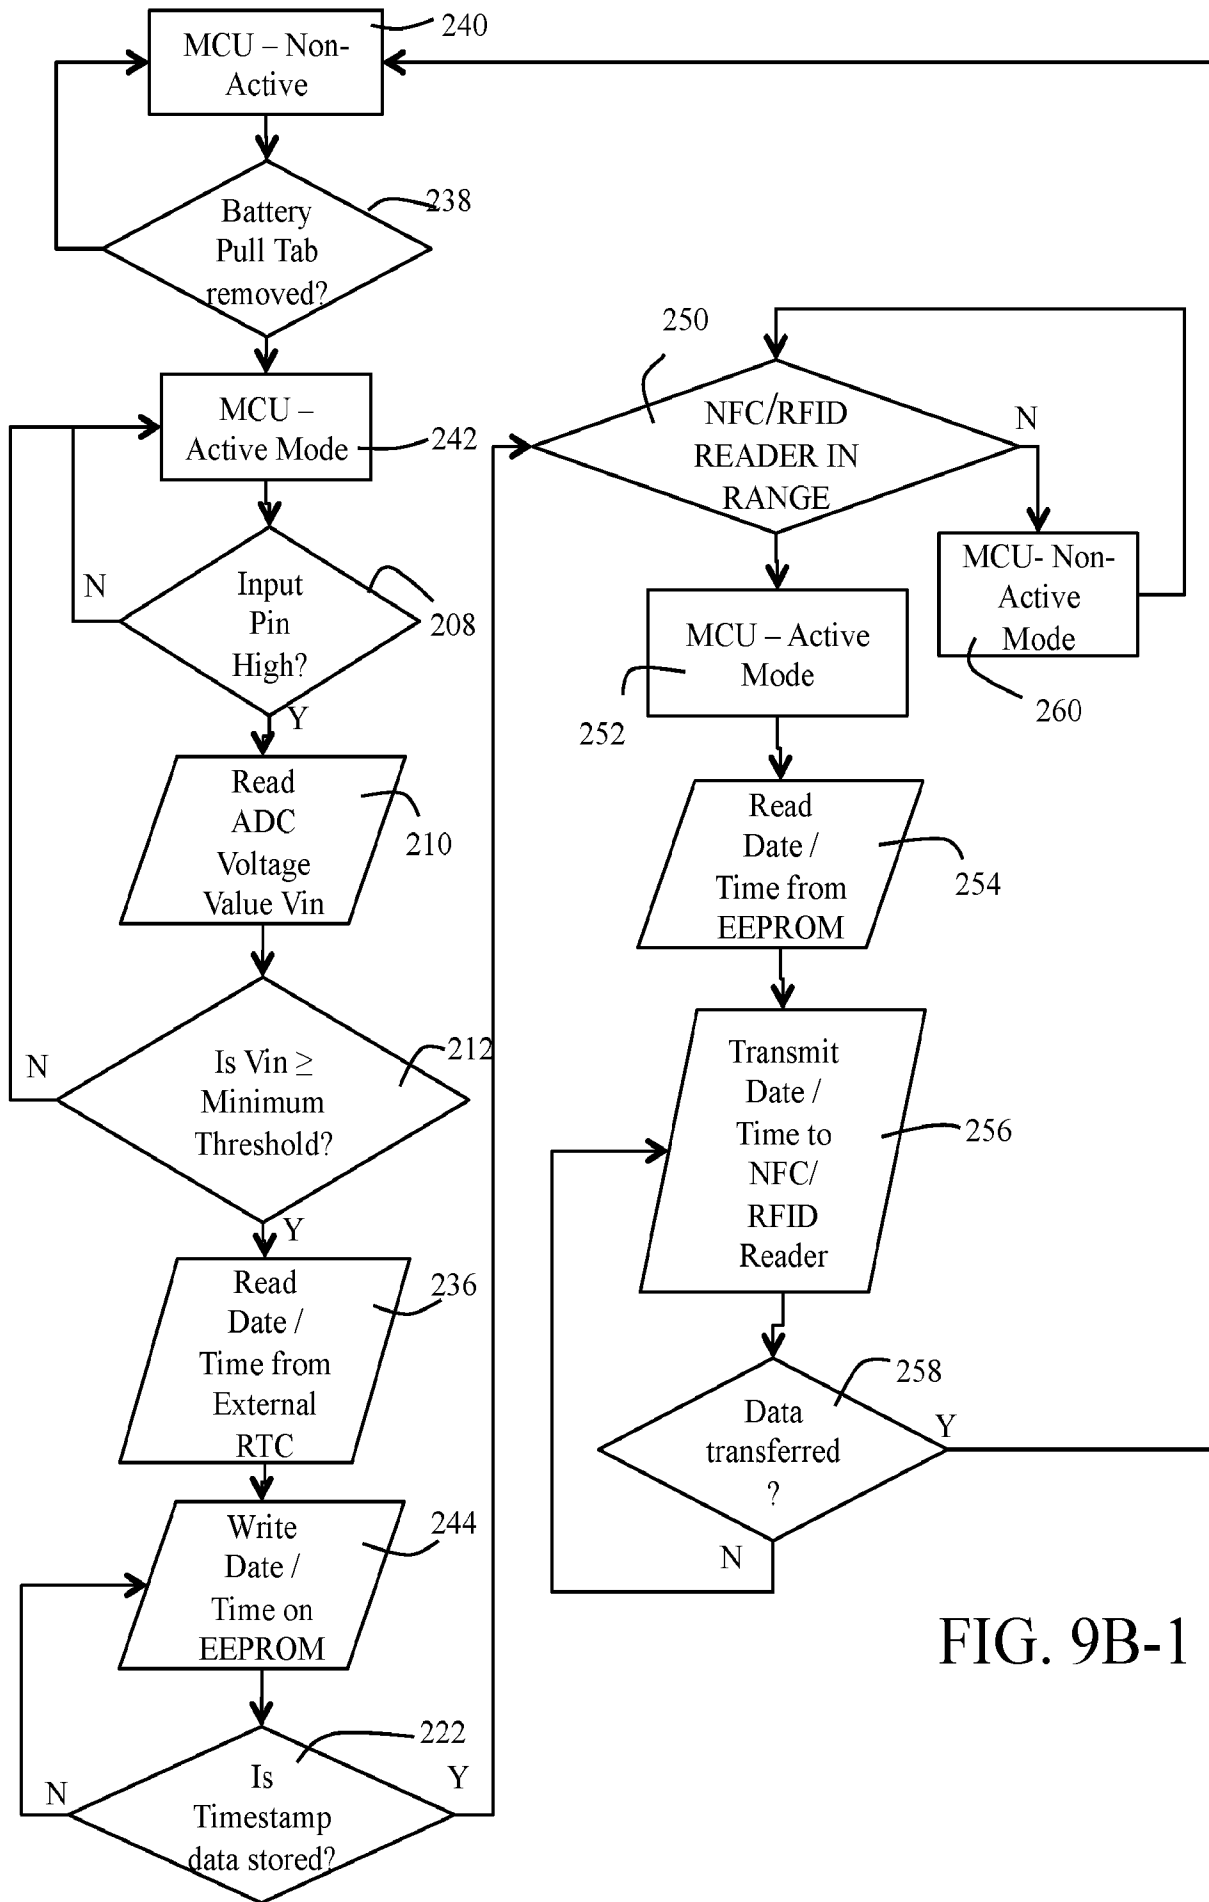 240
MCU – Non-
Active
238
Battery
Pull Tab
removed?
MCU –
Active Mode
242
N
Input
Pin
High?
208
Y
Read
ADC
Voltage
Value Vin
210
N
Is Vin ≥
Minimum
Threshold?
212
Y
Read
Date /
Time from
External
RTC
236
Write
Date /
Time on
EEPROM
244
222
N
Is
Timestamp
data stored?
Y
250
NFC/RFID
READER IN
RANGE
N
MCU- Non-
Active
Mode
260
MCU – Active
Mode
252
Read
Date /
Time from
EEPROM
254
Transmit
Date /
Time to
NFC/
RFID
Reader
256
258
Data
transferred
?
Y
N
FIG. 9B-1